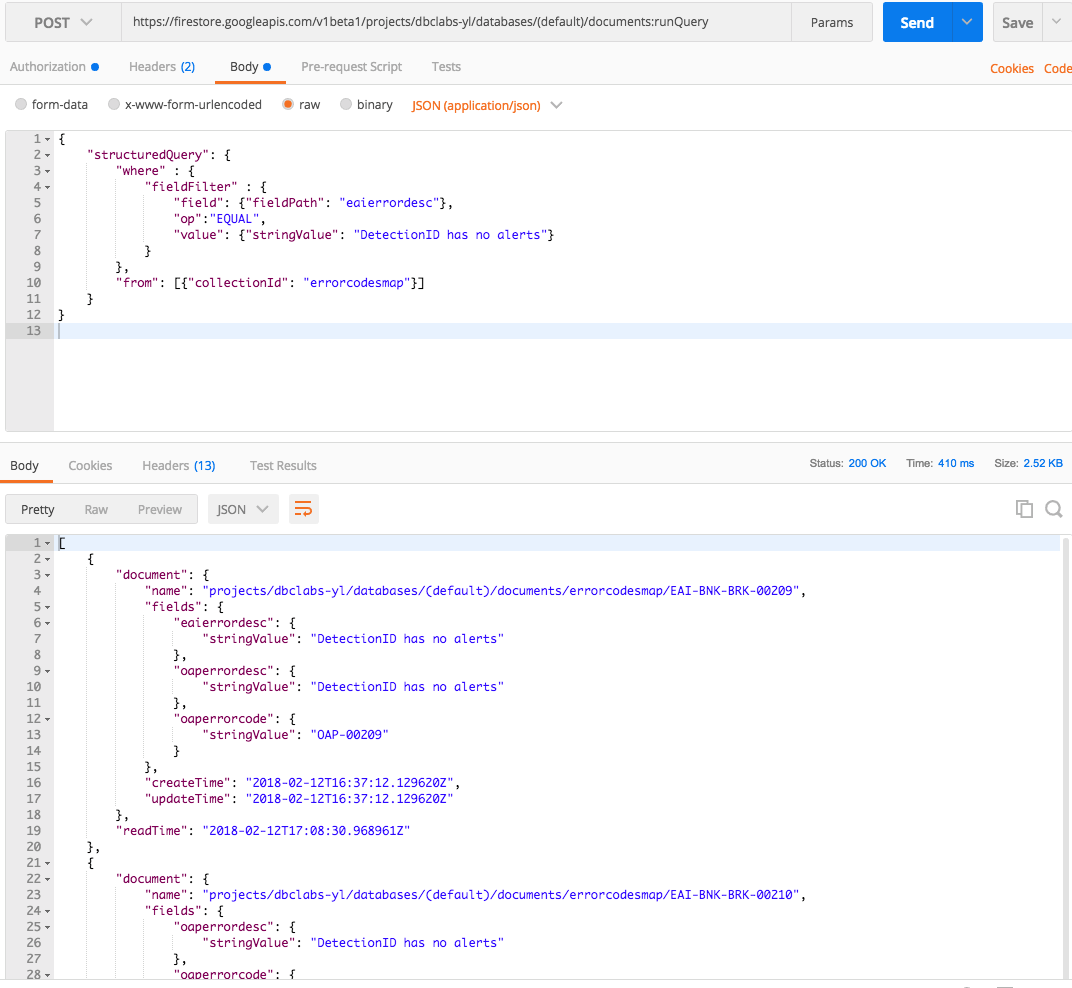 POST https://firestore.googleapis.com/v1beta1/projects/dbclabs-yl/databases/(default)/documents:runQuery Params Send Save
Authorization Headers (2) Body Pre-request Script Tests Cookies Code
form-data x-www-form-urlencoded raw binary JSON (application/json)
1 {
2 "structuredQuery": {
3 "where" : {
4 "fieldFilter" : {
5 "field": {"fieldPath": "eaierrordesc"},
6 "op":"EQUAL",
7 "value": {"stringValue": "DetectionID has no alerts"}
8 }
9 },
10 "from": [{"collectionId": "errorcodesmap"}]
11 }
12 }
13
Body Cookies Headers (13) Test Results Status: 200 OK Time: 410 ms Size: 2.52 KB
Pretty Raw Preview JSON
1 [
2 {
3 "document": {
4 "name": "projects/dbclabs-yl/databases/(default)/documents/errorcodesmap/EAI-BNK-BRK-00209",
5 "fields": {
6 "eaierrordesc": {
7 "stringValue": "DetectionID has no alerts"
8 },
9 "oaperrordesc": {
10 "stringValue": "DetectionID has no alerts"
11 },
12 "oaperrorcode": {
13 "stringValue": "OAP-00209"
14 }
15 },
16 "createTime": "2018-02-12T16:37:12.129620Z",
17 "updateTime": "2018-02-12T16:37:12.129620Z"
18 },
19 "readTime": "2018-02-12T17:08:30.968961Z"
20 },
21 {
22 "document": {
23 "name": "projects/dbclabs-yl/databases/(default)/documents/errorcodesmap/EAI-BNK-BRK-00210",
24 "fields": {
25 "oaperrordesc": {
26 "stringValue": "DetectionID has no alerts"
27 },
28 "oaperrorcode": {